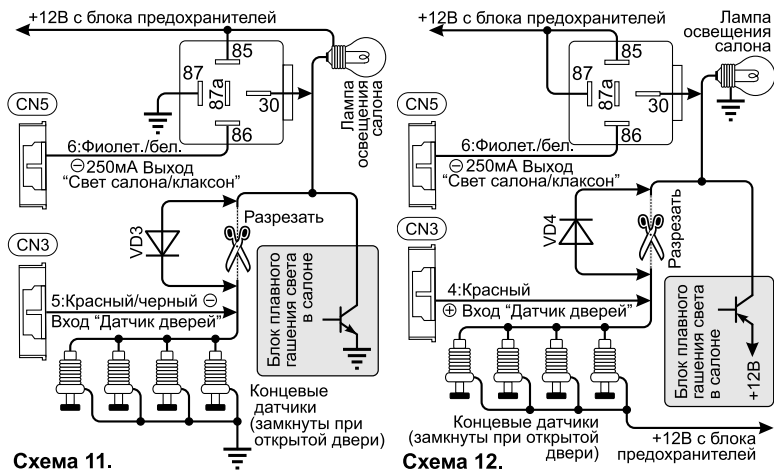 +12В с блока предохранителей
85
87
87a
30
86
CN5
6:Фиолет./бел.
⊖250мА Выход
“Свет салона/клаксон”
Лампа
освещения
салона
VD3
Разрезать
CN3
5:Красный/черный ⊖
Вход “Датчик дверей”
Блок плавного
гашения света
в салоне
Концевые
датчики
(замкнуты при
открытой двери)
Схема 11.
+12В с блока предохранителей
Лампа
освещения
салона
85
87
87a
30
86
CN5
6:Фиолет./бел.
⊖ 250мА Выход
“Свет салона/клаксон”
VD4
Разрезать
CN3
4:Красный
⊕ Вход “Датчик дверей”
Блок плавного
гашения света
в салоне
+12В
Концевые датчики
(замкнуты при открытой
двери)
+12В с блока
предохранителей
Схема 12.